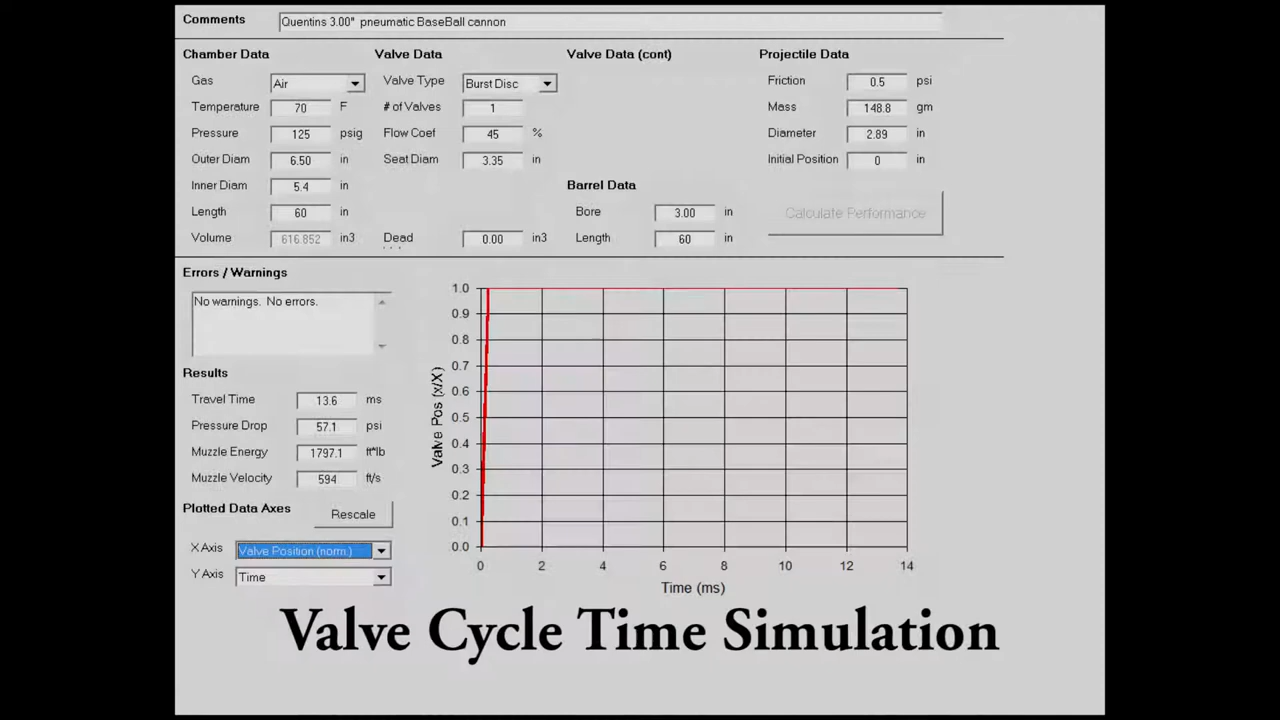 Comments Quentins 3.00" pneumatic BaseBall cannon
Chamber Data Valve Data Valve Data (cont) Projectile Data
Gas Air Valve Type Burst Disc Friction 0.5 psi
Temperature 70 F # of Valves 1 Mass 148.8 gm
Pressure 125 psig Flow Coef 45 % Diameter 2.89 in
Outer Diam 6.50 in Seat Diam 3.35 in Initial Position 0 in
Inner Diam 5.4 in Barrel Data
Length 60 in Bore 3.00 in Calculate Performance
Volume 616.852 in3 Dead 0.00 in3 Length 60 in
Errors / Warnings
No warnings. No errors.
Results
Travel Time 13.6 ms
Pressure Drop 57.1 psi
Muzzle Energy 1797.1 ft*lb
Muzzle Velocity 594 ft/s
Plotted Data Axes Rescale
X Axis Valve Position (norm.)
Y Axis Time
1.0
0.9
0.8
0.7
0.6
0.5
0.4
0.3
0.2
0.1
0.0
Valve Pos (x/X)
0 2 4 6 8 10 12 14
Time (ms)
Valve Cycle Time Simulation